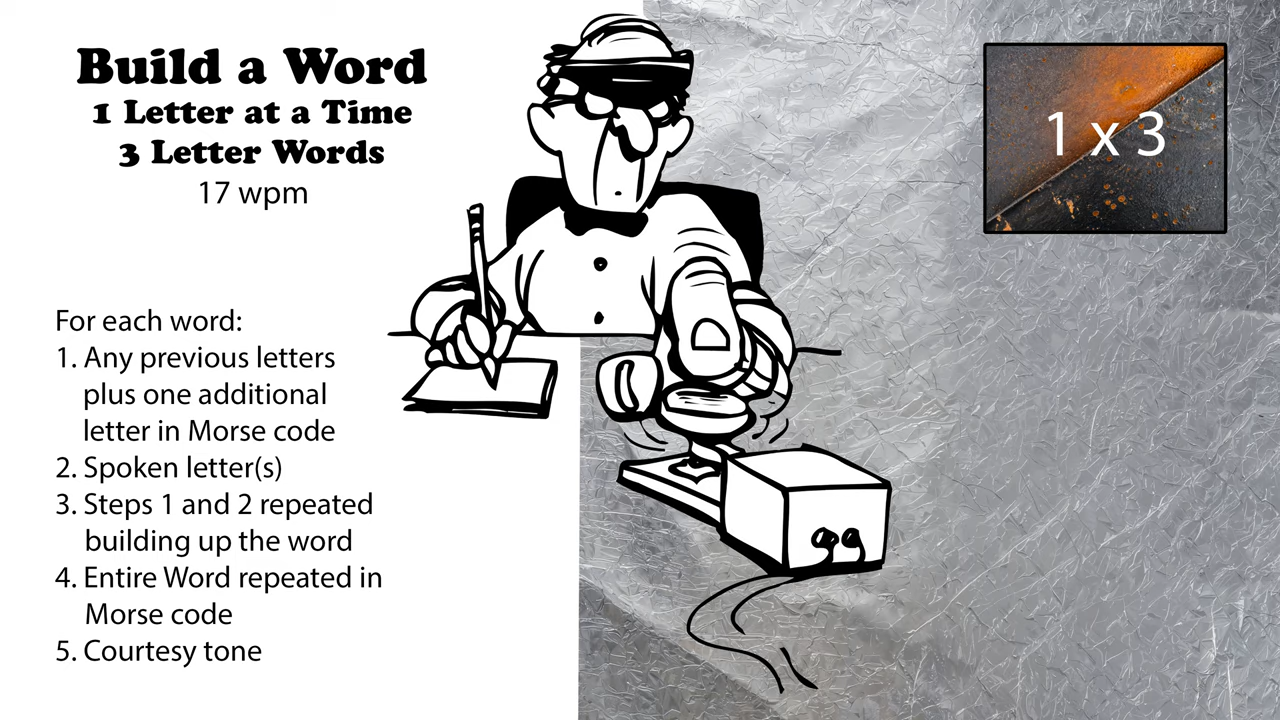 Build a Word
1 Letter at a Time
3 Letter Words
17 wpm
1 x 3
For each word:
1. Any previous letters
plus one additional
letter in Morse code
2. Spoken letter(s)
3. Steps 1 and 2 repeated
building up the word
4. Entire Word repeated in
Morse code
5. Courtesy tone